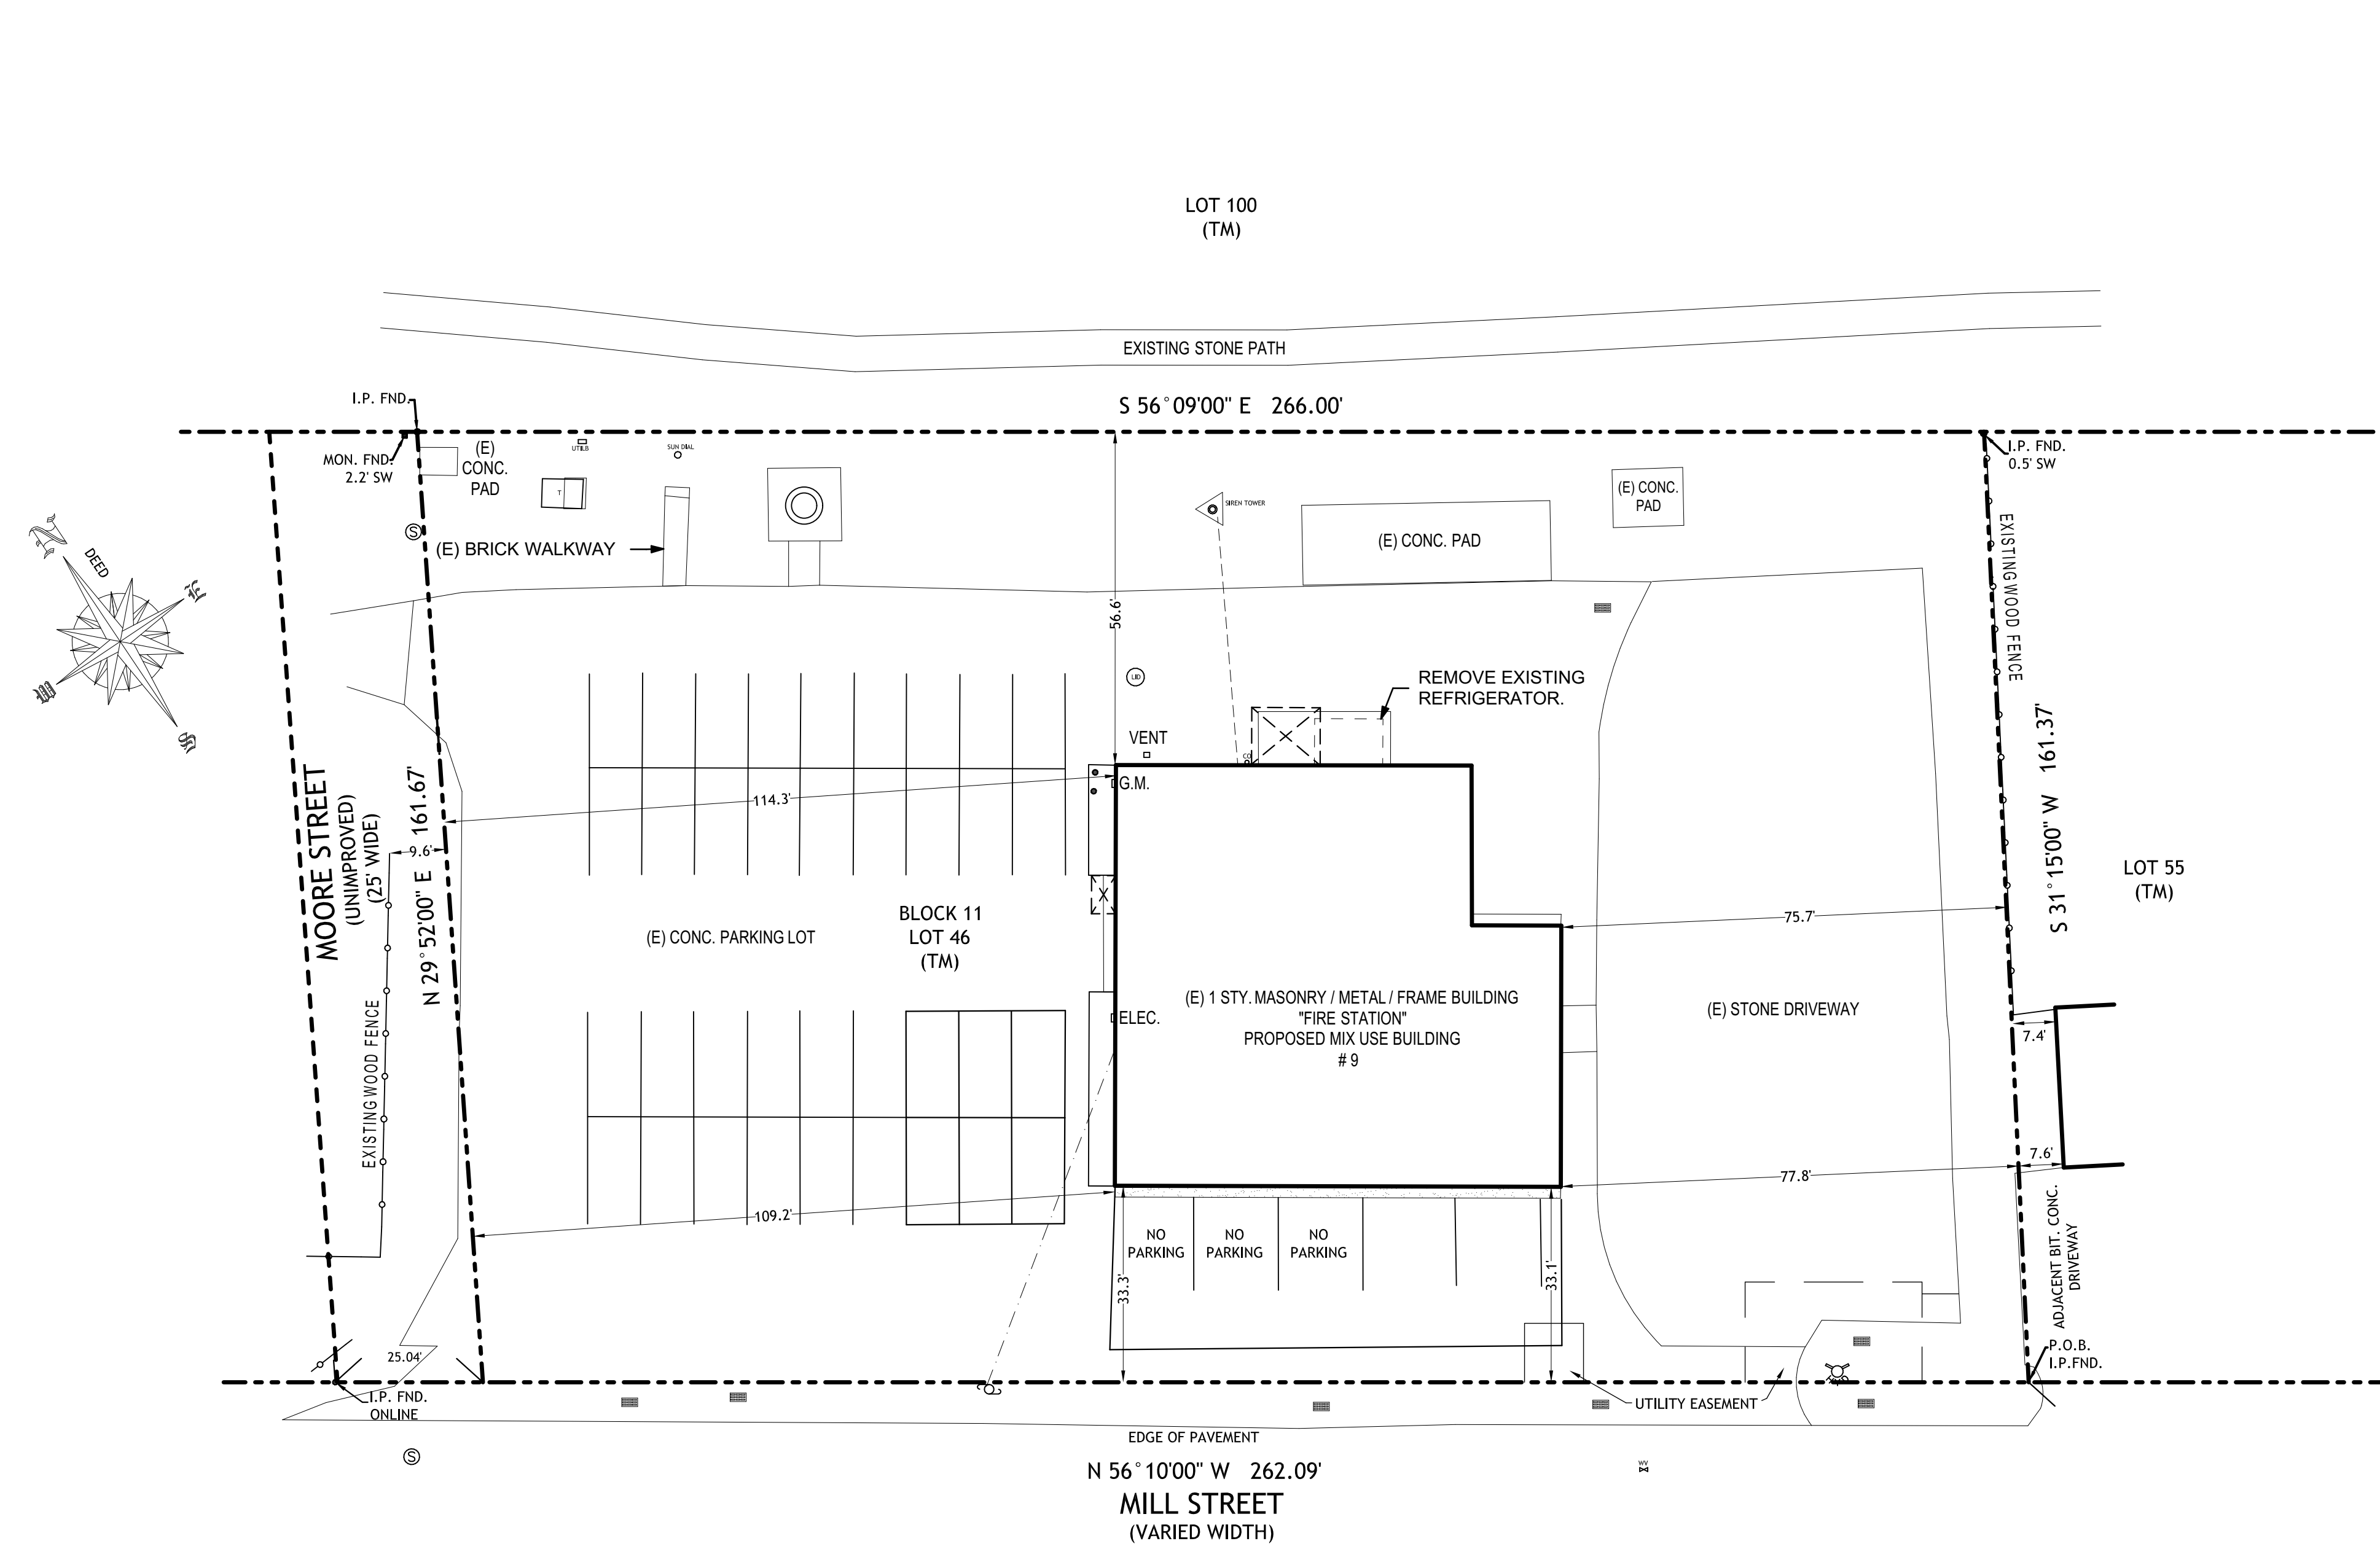 LOT 100
(TM)
EXISTING STONE PATH
S 56°09'00" E 266.00'
I.P. FND.
MON. FND.
2.2' SW
(E)
CONC.
PAD
UTILB
SUN DIAL
T
S
(E) BRICK WALKWAY
SIREN TOWER
(E) CONC. PAD
(E) CONC.
PAD
I.P. FND.
0.5' SW
EXISTING WOOD FENCE
N
DEED
E
W
S
56.6'
REMOVE EXISTING
REFRIGERATOR.
VENT
CO
G.M.
114.3'
MOORE STREET
(UNIMPROVED)
(25' WIDE)
9.6'
N 29°52'00" E 161.67'
S 31°15'00" W 161.37'
LOT 55
(TM)
75.7'
BLOCK 11
LOT 46
(TM)
(E) CONC. PARKING LOT
(E) 1 STY. MASONRY / METAL / FRAME BUILDING
"FIRE STATION"
PROPOSED MIX USE BUILDING
# 9
ELEC.
(E) STONE DRIVEWAY
7.4'
EXISTING WOOD FENCE
7.6'
77.8'
109.2'
NO
PARKING
NO
PARKING
NO
PARKING
33.3'
33.1'
ADJACENT BIT. CONC.
DRIVEWAY
25.04'
P.O.B.
I.P.FND.
I.P. FND.
ONLINE
UTILITY EASEMENT
EDGE OF PAVEMENT
S
WV
N 56°10'00" W 262.09'
MILL STREET
(VARIED WIDTH)